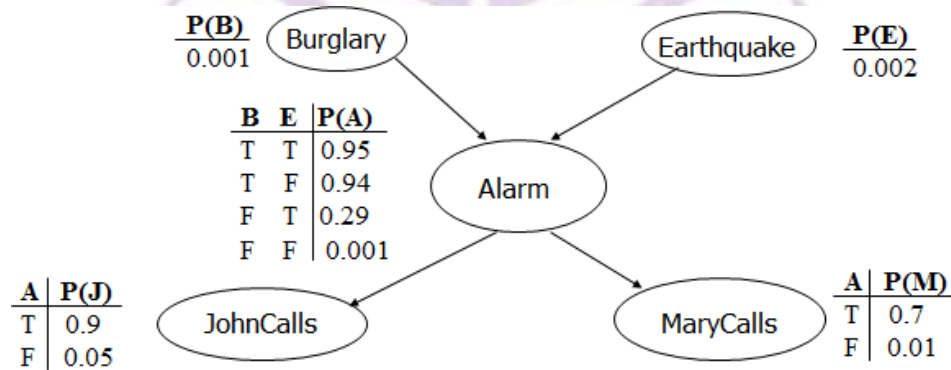 P(B)
0.001
Burglary
Earthquake
P(E)
0.002
B E P(A)
T T 0.95
T F 0.94
F T 0.29
F F 0.001
Alarm
A P(J)
T 0.9
F 0.05
JohnCalls
MaryCalls
A P(M)
T 0.7
F 0.01